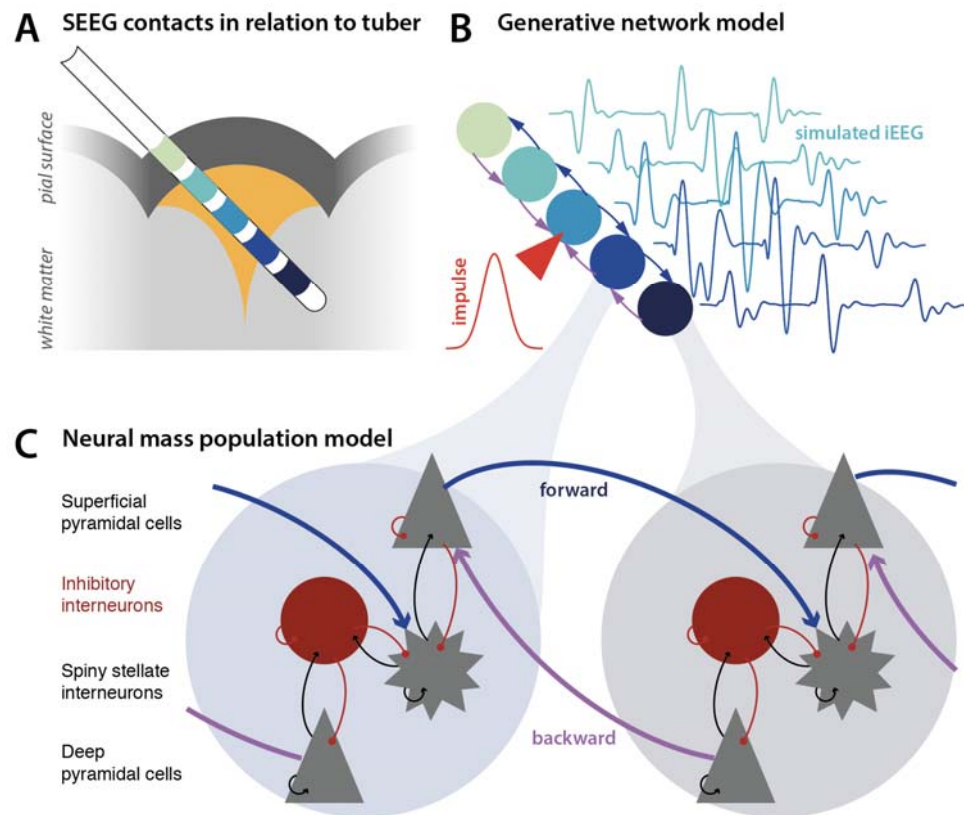 A SEEG contacts in relation to tuber
pial surface
white matter
B Generative network model
simulated iEEG
impulse
C Neural mass population model
Superficial
pyramidal cells
Inhibitory
interneurons
Spiny stellate
interneurons
Deep
pyramidal cells
forward
backward